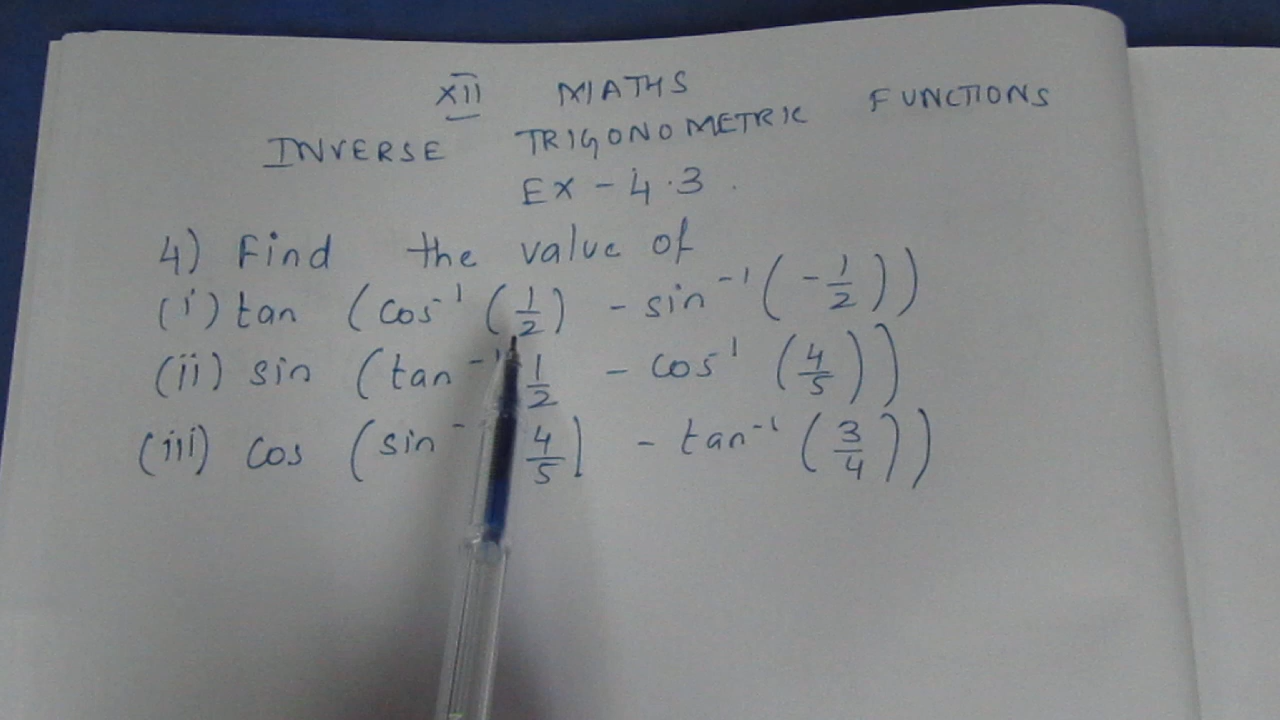 XII MATHS
INVERSE TRIGONOMETRIC FUNCTIONS
EX - 4.3
4) Find the value of
(i) tan (cos⁻¹ (1/2) - sin⁻¹ (-1/2))
(ii) sin (tan⁻¹ 1/2 - cos⁻¹ (4/5))
(iii) cos (sin⁻ 4/5) - tan⁻¹ (3/4))